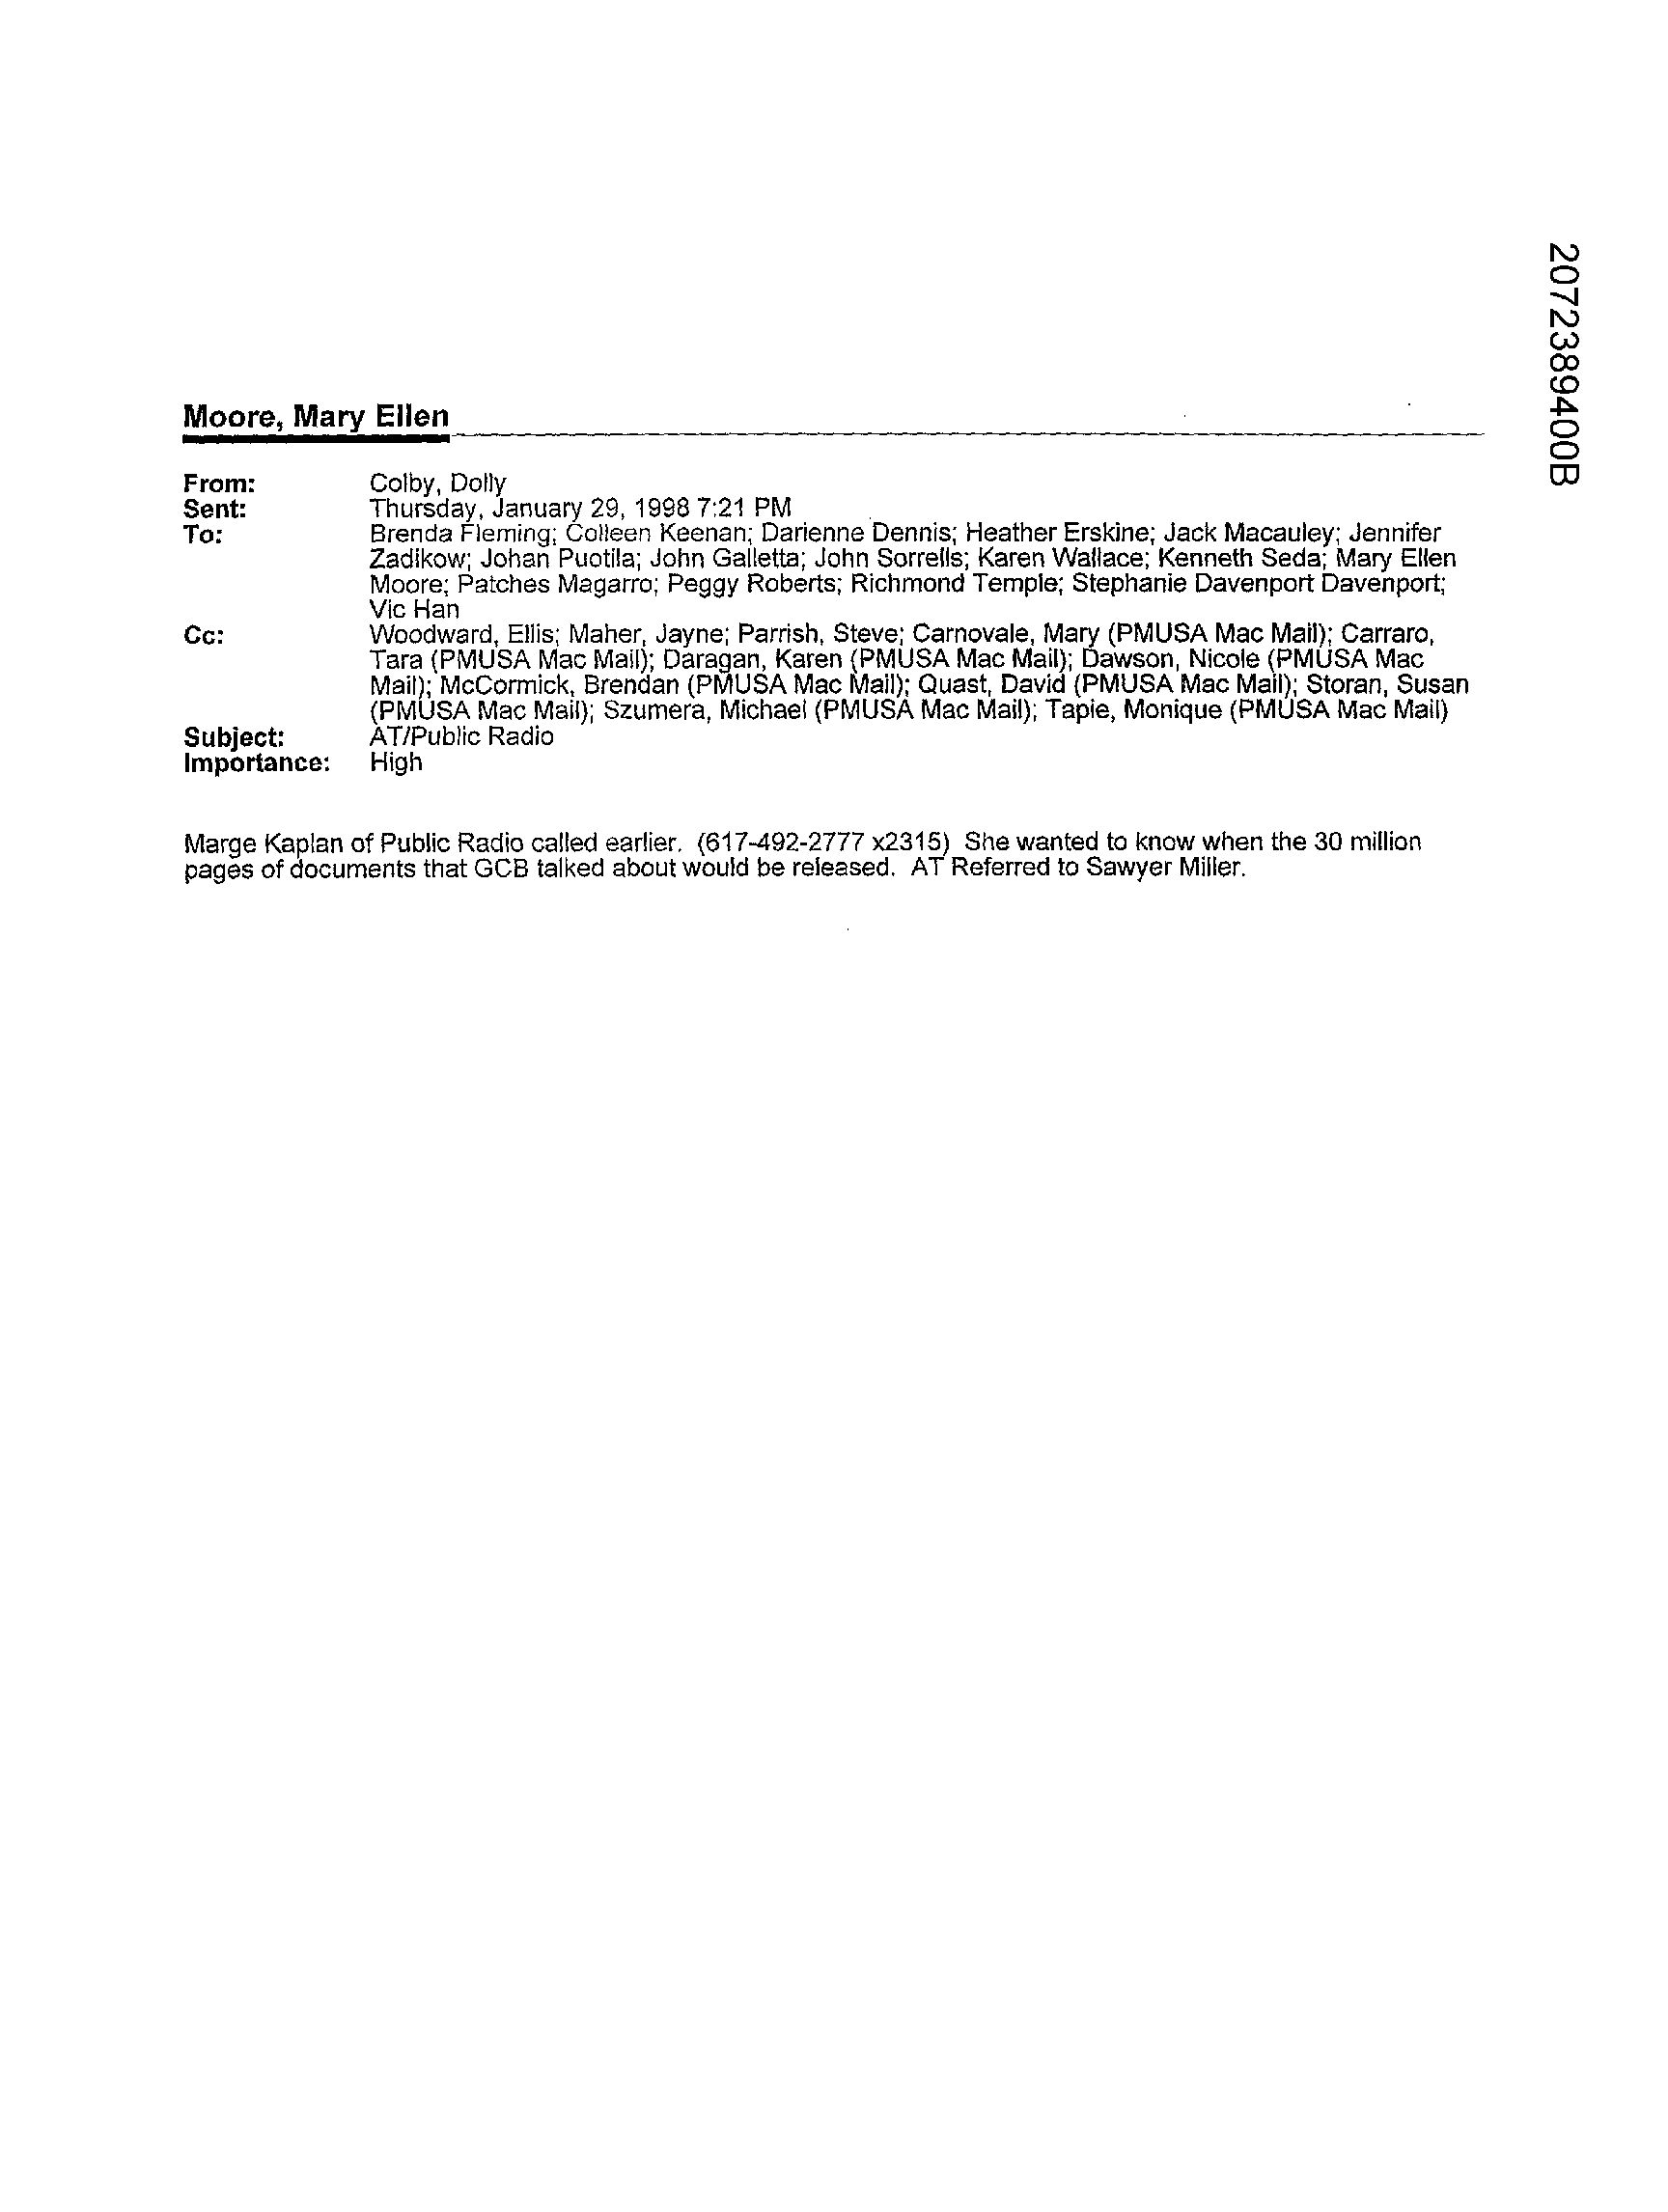 2072389400B
Moore, Mary Ellen
From: Colby, Dolly
Sent: Thursday, January 29, 1998 7:21 PM
To: Brenda Fleming; Colleen Keenan; Darienne Dennis; Heather Erskine; Jack Macauley; Jennifer
Zadikow; Johan Puotila; John Galletta; John Sorrells; Karen Wallace; Kenneth Seda; Mary Ellen
Moore; Patches Magarro; Peggy Roberts; Richmond Temple; Stephanie Davenport Davenport;
Vic Han
Cc: Woodward, Ellis; Maher, Jayne; Parrish, Steve; Carnovale, Mary (PMUSA Mac Mail); Carraro,
Tara (PMUSA Mac Mail); Daragan, Karen (PMUSA Mac Mail); Dawson, Nicole (PMUSA Mac
Mail); McCormick, Brendan (PMUSA Mac Mail); Quast, David (PMUSA Mac Mail); Storan, Susan
(PMUSA Mac Mail); Szumera, Michael (PMUSA Mac Mail); Tapie, Monique (PMUSA Mac Mail)
Subject: AT/Public Radio
Importance: High
Marge Kaplan of Public Radio called earlier. (617-492-2777 x2315) She wanted to know when the 30 million
pages of documents that GCB talked about would be released. AT Referred to Sawyer Miller.